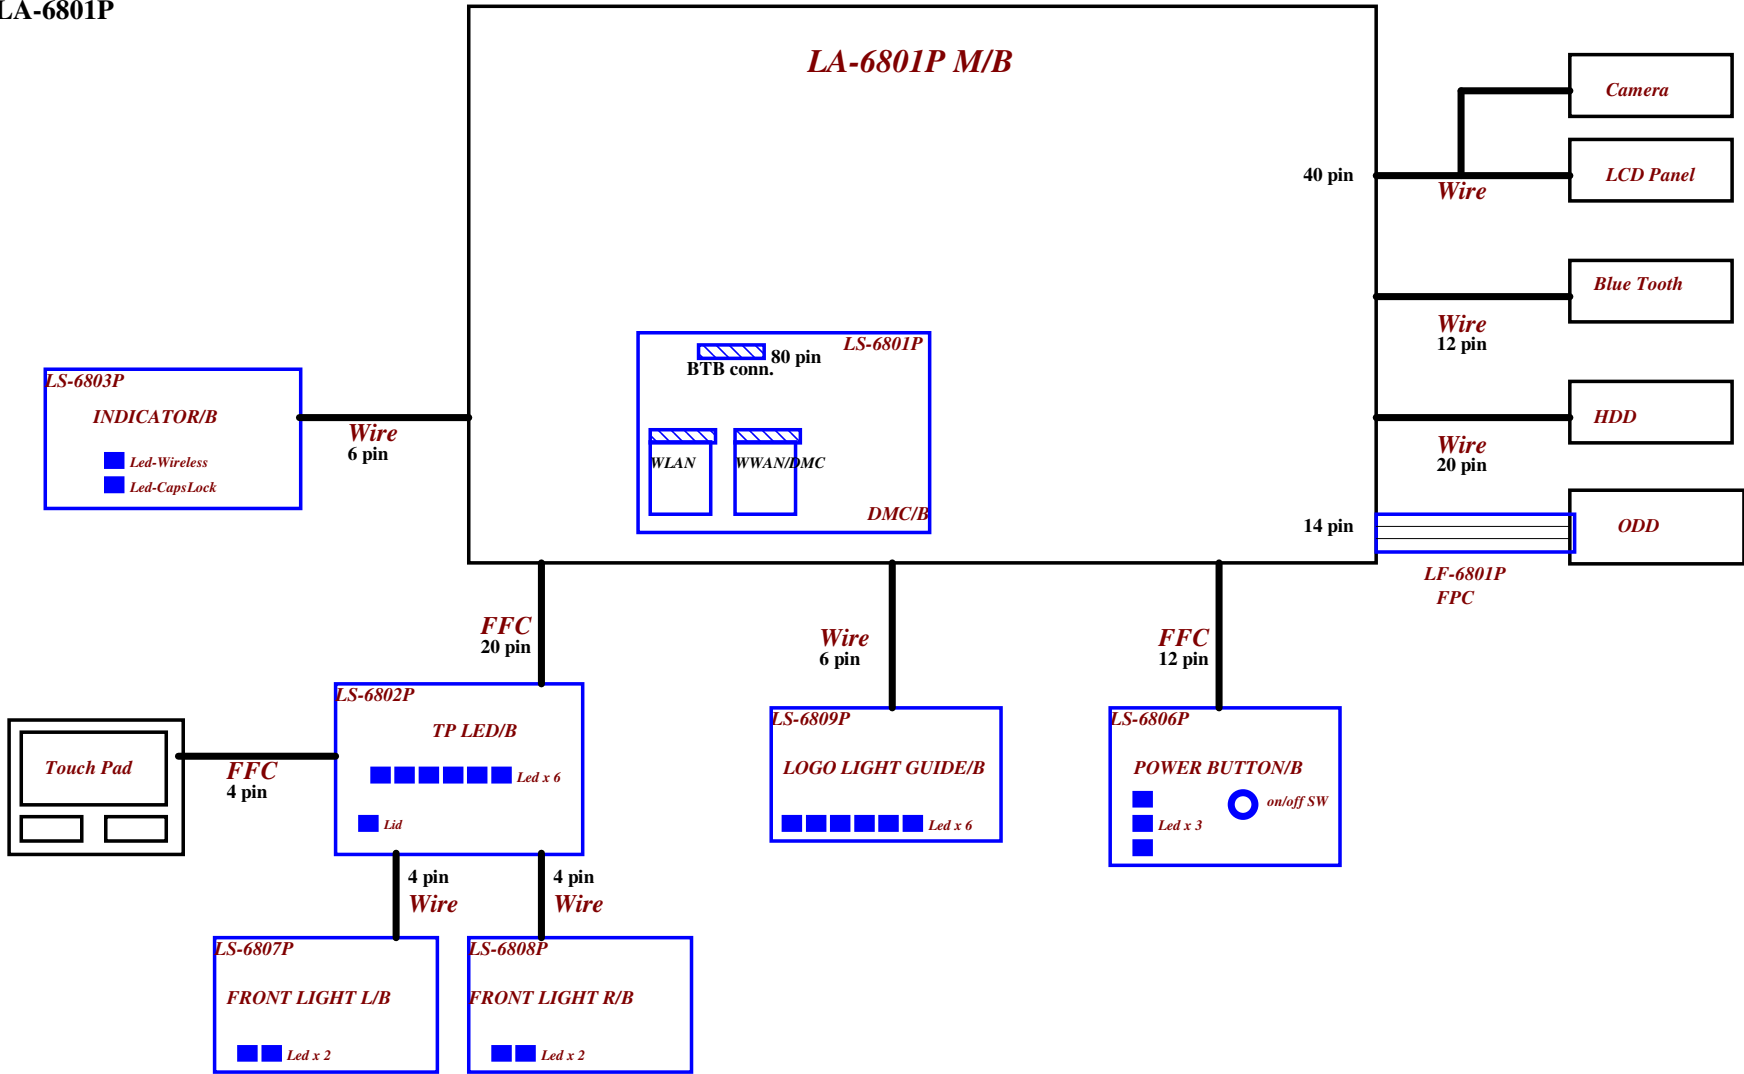 LA-6801P
LA-6801P M/B
Camera
40 pin
LCD Panel
Wire
Blue Tooth
Wire
12 pin
HDD
Wire
20 pin
14 pin
ODD
LF-6801P
FPC
LS-6801P
80 pin
BTB conn.
WLAN
WWAN/DMC
DMC/B
LS-6803P
INDICATOR/B
Led-Wireless
Led-CapsLock
Wire
6 pin
FFC
20 pin
Wire
6 pin
FFC
12 pin
LS-6802P
TP LED/B
Led x 6
Lid
Touch Pad
FFC
4 pin
LS-6809P
LOGO LIGHT GUIDE/B
Led x 6
LS-6806P
POWER BUTTON/B
on/off SW
Led x 3
4 pin
Wire
4 pin
Wire
LS-6807P
FRONT LIGHT L/B
Led x 2
LS-6808P
FRONT LIGHT R/B
Led x 2